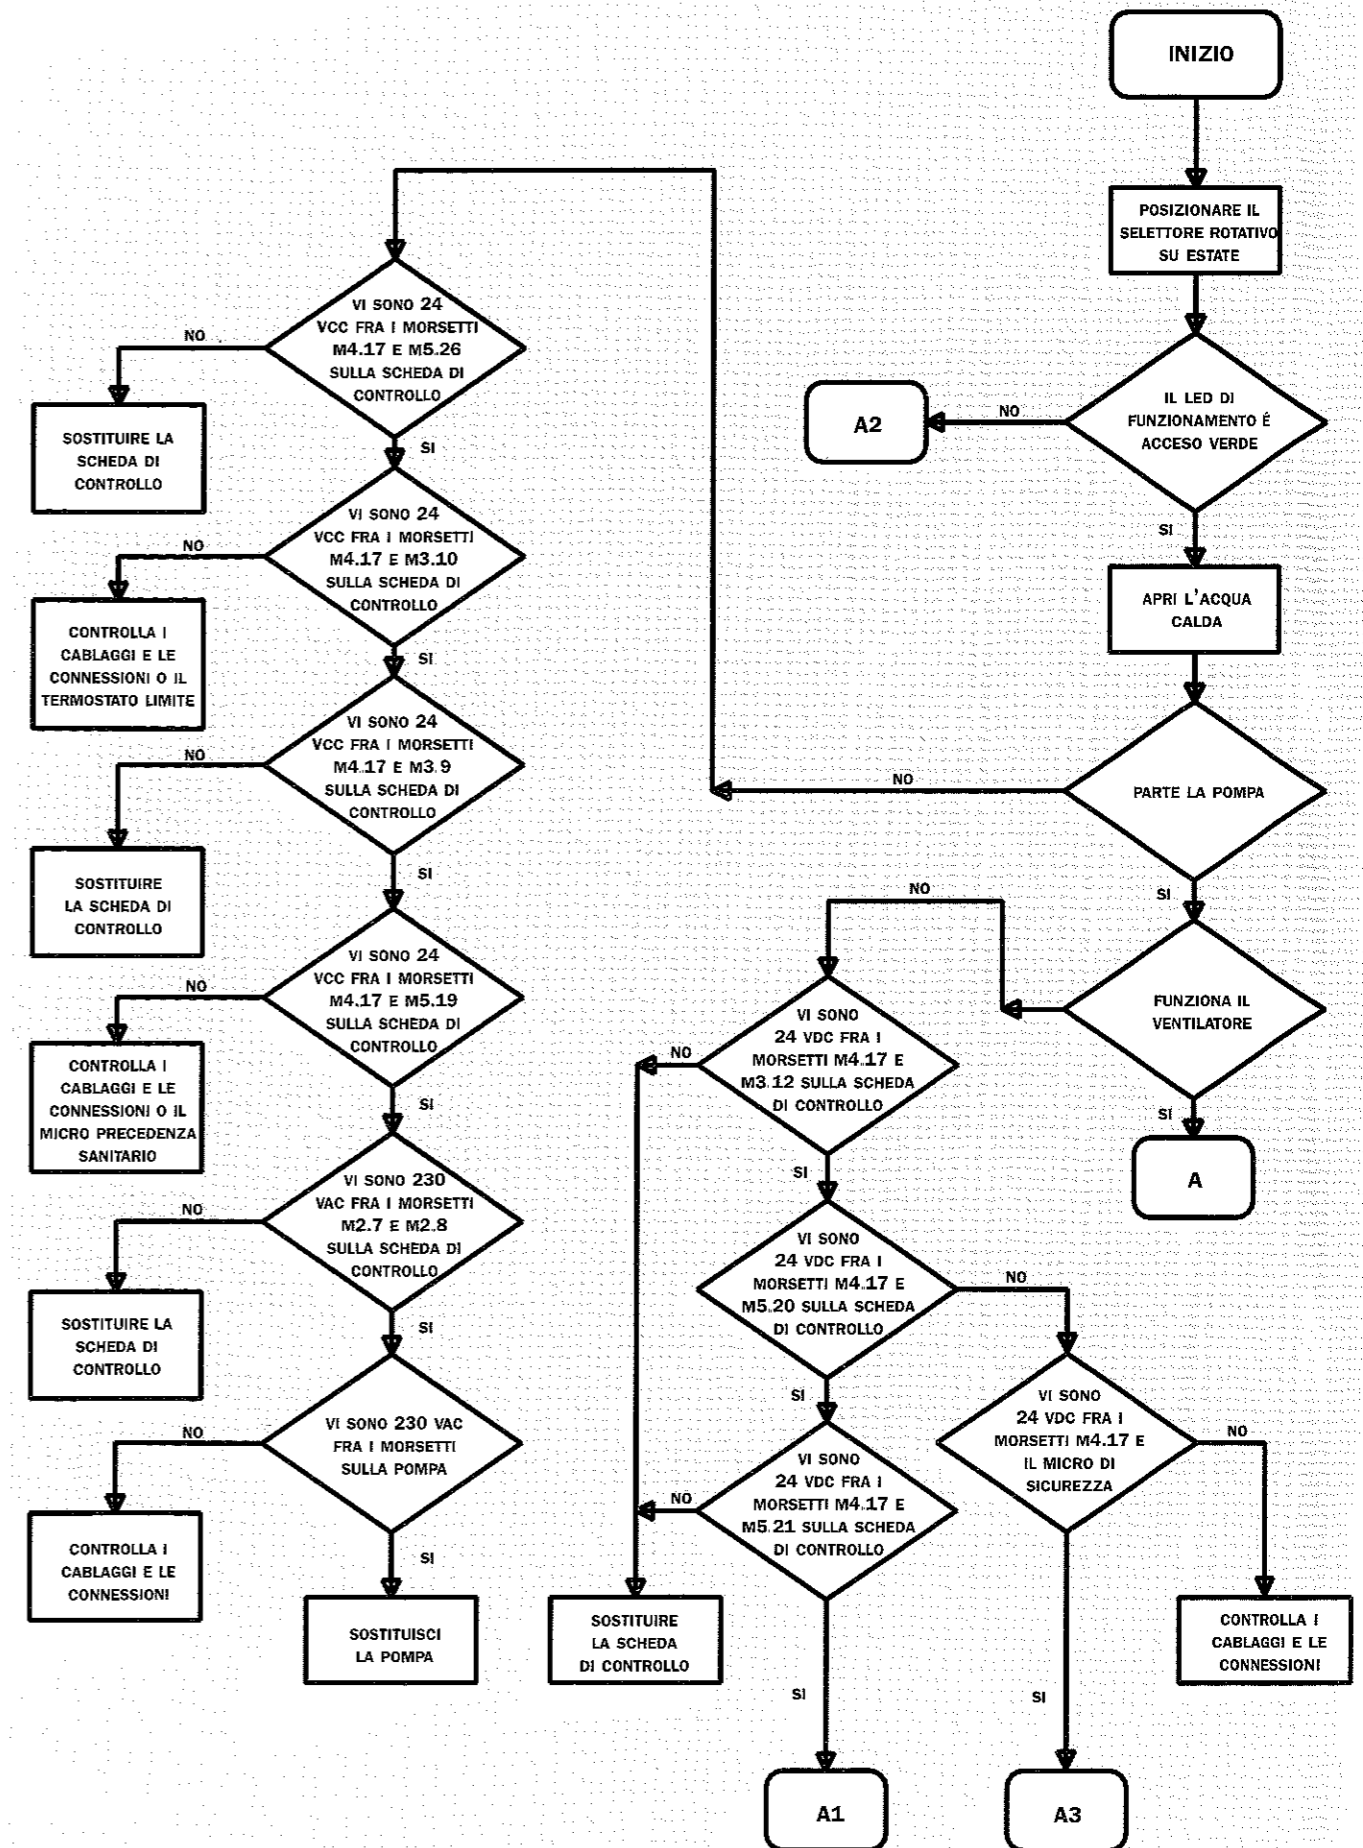 INIZIO
POSIZIONARE IL
SELETTORE ROTATIVO
SU ESTATE
IL LED DI
FUNZIONAMENTO É
ACCESO VERDE
NO
A2
SI
APRI L'ACQUA
CALDA
PARTE LA POMPA
NO
SI
FUNZIONA IL
VENTILATORE
NO
SI
A
VI SONO 24
VCC FRA I MORSETTI
M4.17 E M5.26
SULLA SCHEDA DI
CONTROLLO
NO
SOSTITUIRE LA
SCHEDA DI
CONTROLLO
SI
VI SONO 24
VCC FRA I MORSETTI
M4.17 E M3.10
SULLA SCHEDA DI
CONTROLLO
NO
CONTROLLA I
CABLAGGI E LE
CONNESSIONI O IL
TERMOSTATO LIMITE
SI
VI SONO 24
VCC FRA I MORSETTI
M4.17 E M3.9
SULLA SCHEDA DI
CONTROLLO
NO
SOSTITUIRE
LA SCHEDA DI
CONTROLLO
SI
VI SONO 24
VCC FRA I MORSETTI
M4.17 E M5.19
SULLA SCHEDA DI
CONTROLLO
NO
CONTROLLA I
CABLAGGI E LE
CONNESSIONI O IL
MICRO PRECEDENZA
SANITARIO
SI
VI SONO 230
VAC FRA I MORSETTI
M2.7 E M2.8
SULLA SCHEDA DI
CONTROLLO
NO
SOSTITUIRE LA
SCHEDA DI
CONTROLLO
SI
VI SONO 230 VAC
FRA I MORSETTI
SULLA POMPA
NO
CONTROLLA I
CABLAGGI E LE
CONNESSIONI
SI
SOSTITUISCI
LA POMPA
VI SONO
24 VDC FRA I
MORSETTI M4.17 E
M3.12 SULLA SCHEDA
DI CONTROLLO
NO
SI
VI SONO
24 VDC FRA I
MORSETTI M4.17 E
M5.20 SULLA SCHEDA
DI CONTROLLO
NO
SI
VI SONO
24 VDC FRA I
MORSETTI M4.17 E
M5.21 SULLA SCHEDA
DI CONTROLLO
NO
SOSTITUIRE
LA SCHEDA
DI CONTROLLO
SI
A1
VI SONO
24 VDC FRA I
MORSETTI M4.17 E
IL MICRO DI
SICUREZZA
NO
CONTROLLA I
CABLAGGI E LE
CONNESSIONI
SI
A3